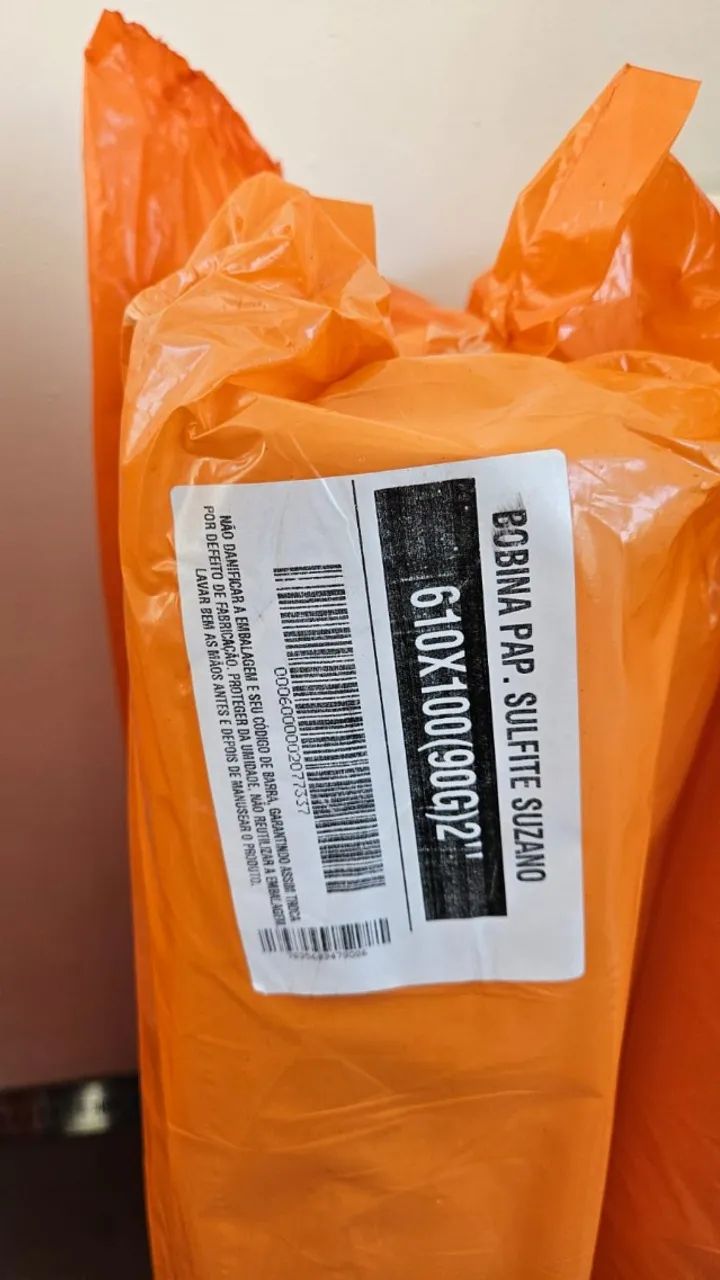 BOBINA PAP. SULFITE SUZANO
610X100(90G)2"
0006000002077337
NÃO DANIFICAR A EMBALAGEM E SEU CÓDIGO DE BARRA, GARANTINDO ASSIM TROCA
POR DEFEITO DE FABRICAÇÃO. PROTEGER DA UMIDADE. NÃO REUTILIZAR A EMBALAGEM
LAVAR BEM AS MÃOS ANTES E DEPOIS DE MANUSEAR O PRODUTO.